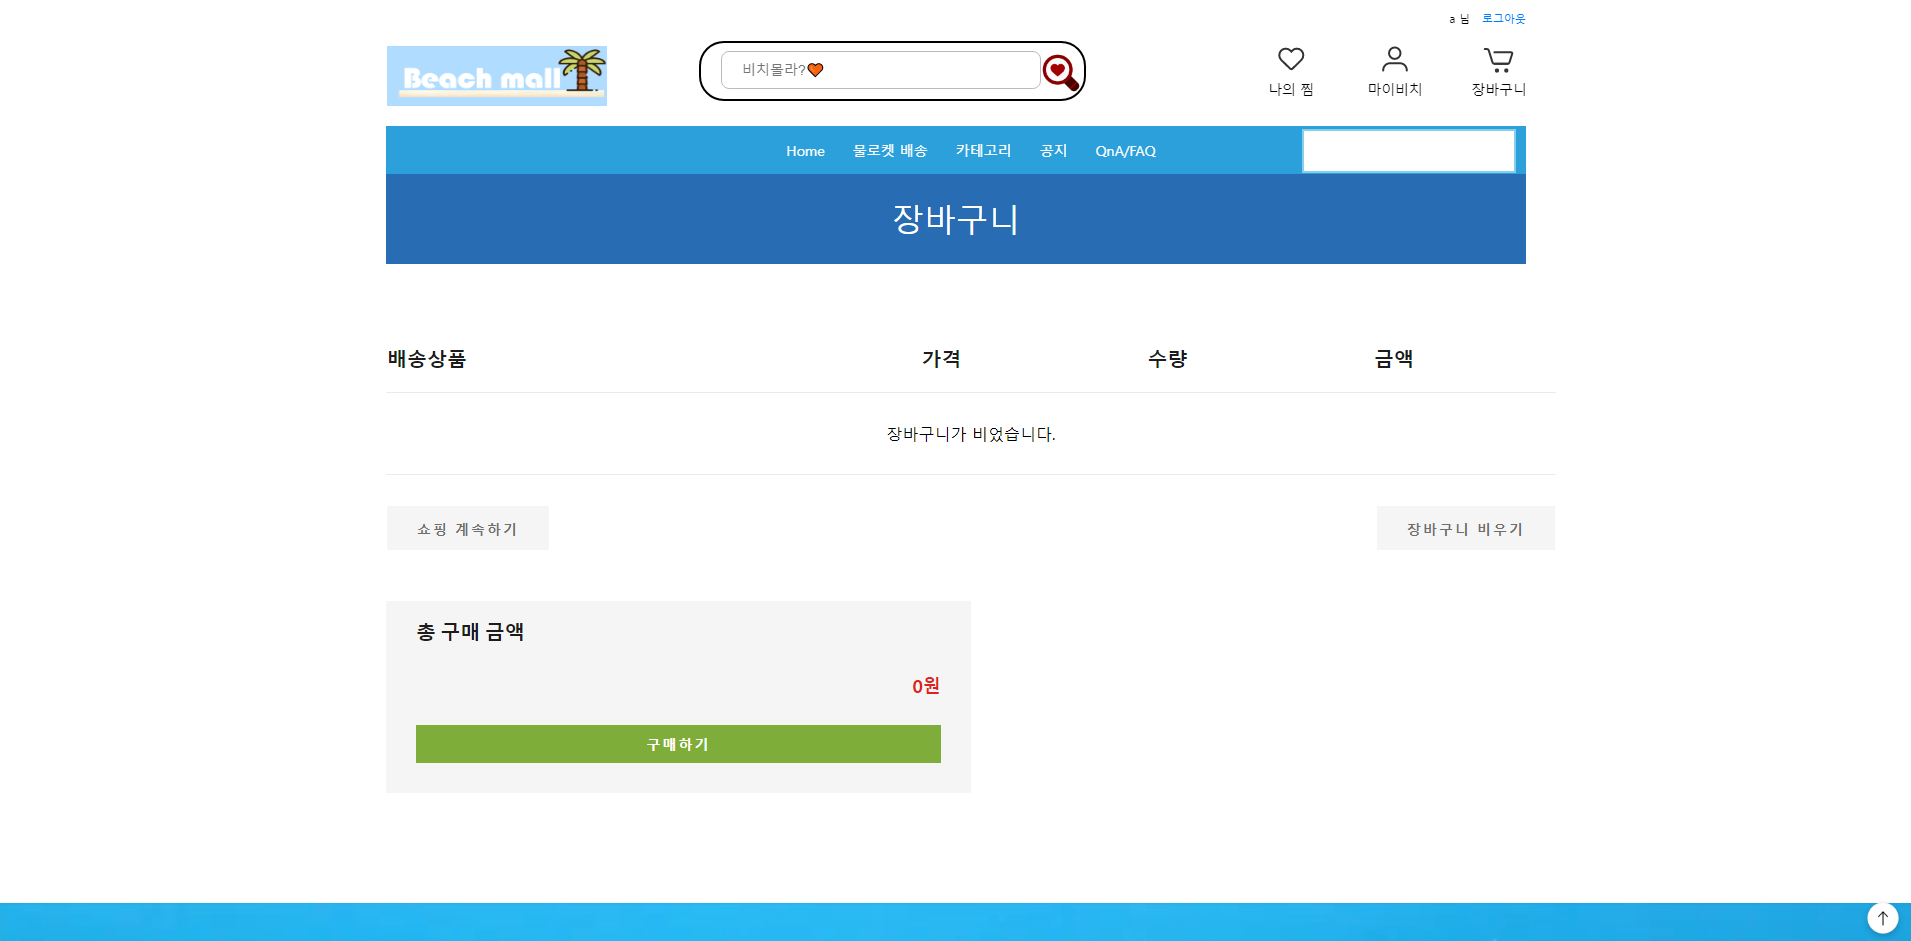 a 님 로그아웃
Beach mall
비치몰라?🧡
나의 찜 마이비치 장바구니
Home 물로켓 배송 카테고리 공지 QnA/FAQ
장바구니
배송상품 가격 수량 금액
장바구니가 비었습니다.
쇼핑 계속하기 장바구니 비우기
총 구매 금액
0원
구매하기